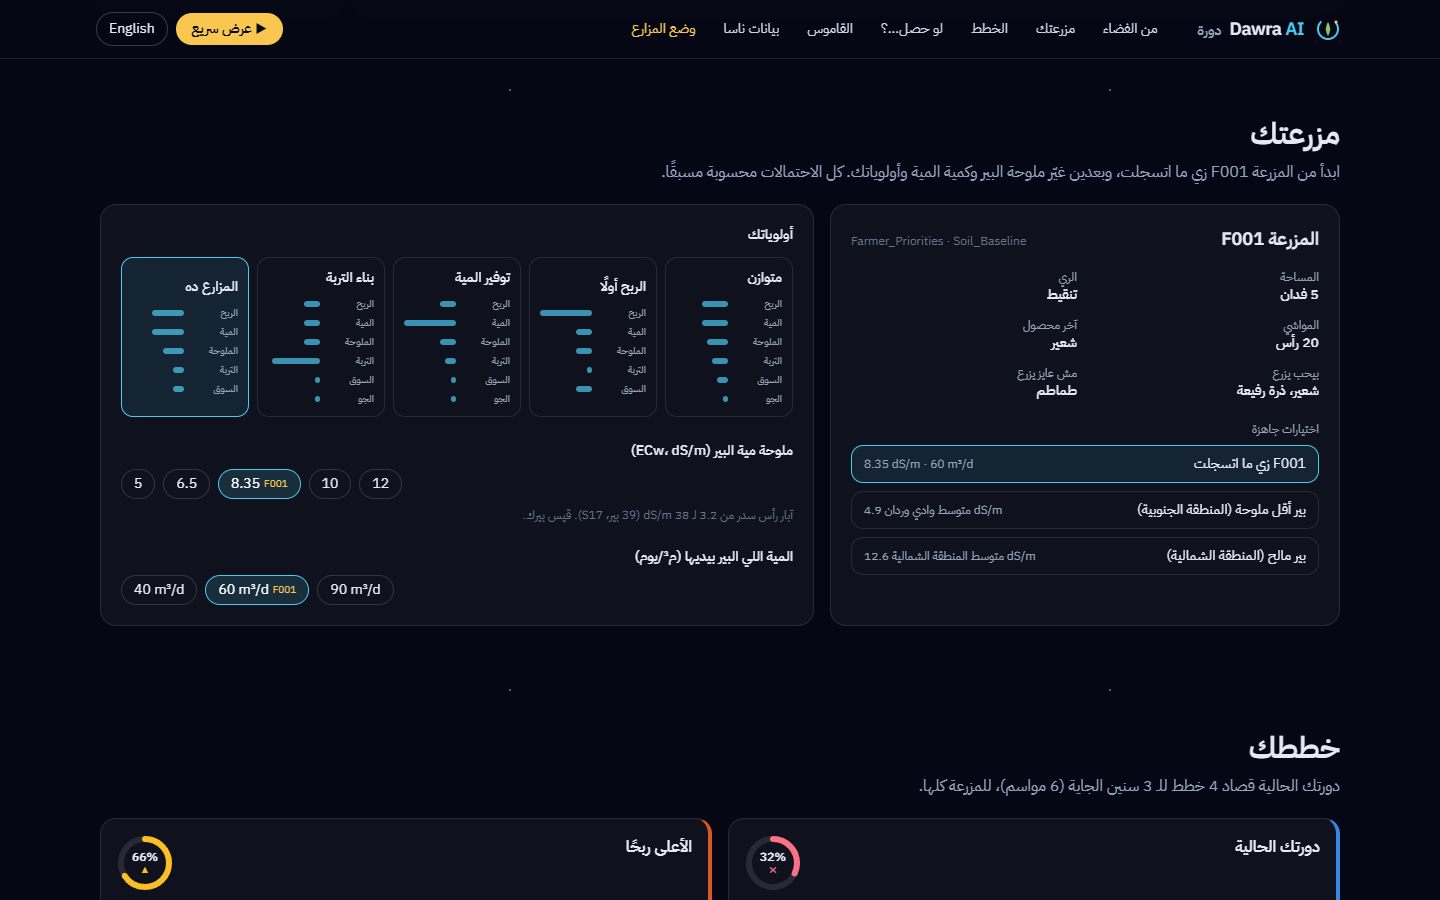 دورة Dawra AI
من الفضاء
مزرعتك
الخطط
لو حصل...؟
القاموس
بيانات ناسا
وضع المزارع
▶ عرض سريع
English
مزرعتك
ابدأ من المزرعة F001 زي ما اتسجلت، وبعدين غيّر ملوحة البير وكمية المية وأولوياتك. كل الاحتمالات محسوبة مسبقًا.
المزرعة F001
Farmer_Priorities · Soil_Baseline
المساحة
5 فدان
الري
تنقيط
المواشي
20 رأس
آخر محصول
شعير
بيحب يزرع
شعير، ذرة رفيعة
مش عايز يزرع
طماطم
اختيارات جاهزة
F001 زي ما اتسجلت
8.35 dS/m · 60 m³/d
بير أقل ملوحة (المنطقة الجنوبية)
4.9 dS/m متوسط وادي وردان
بير مالح (المنطقة الشمالية)
12.6 dS/m متوسط المنطقة الشمالية
أولوياتك
متوازن
الربح
المية
الملوحة
التربة
السوق
الجو
الربح أولًا
الربح
المية
الملوحة
التربة
السوق
توفير المية
الربح
المية
الملوحة
التربة
السوق
الجو
بناء التربة
الربح
المية
الملوحة
التربة
السوق
الجو
المزارع ده
الربح
المية
الملوحة
التربة
السوق
ملوحة مية البير (ECw، dS/m)
5
6.5
8.35 F001
10
12
آبار رأس سدر من 3.2 لـ 38 dS/m (39 بير، S17). قيس بيرك.
المية اللي البير بيديها (م³/يوم)
40 m³/d
60 m³/d F001
90 m³/d
خططك
دورتك الحالية قصاد 4 خطط للـ 3 سنين الجاية (6 مواسم)، للمزرعة كلها.
دورتك الحالية
32%
✕
الأعلى ربحًا
66%
▲